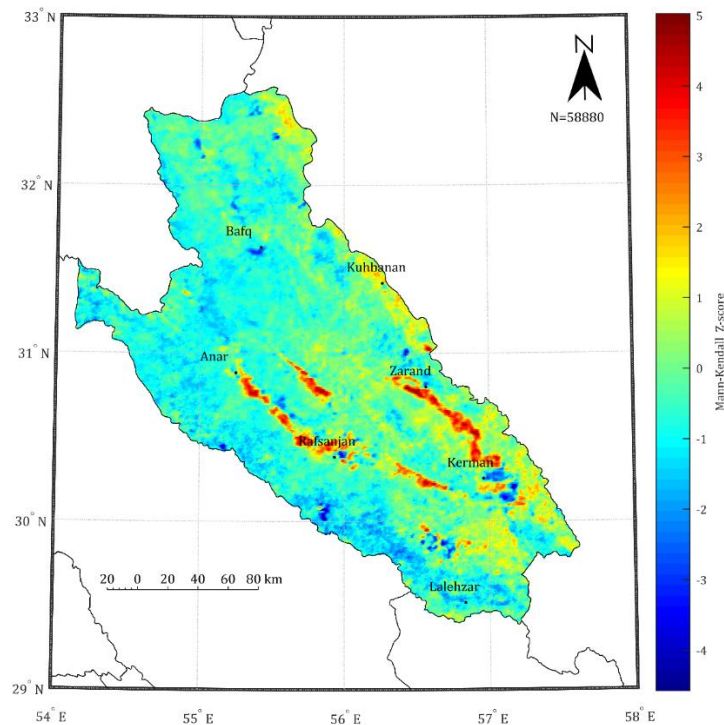 33° N
32° N
31° N
30° N
29° N
54° E
55° E
56° E
57° E
58° E
N
N=58880
Bafq
Kuhbanan
Anar
Zarand
Rafsanjan
Kerman
Lalehzar
20 0 20 40 60 80 km
5
4
3
2
1
0
-1
-2
-3
-4
Mann-Kendall Z-score